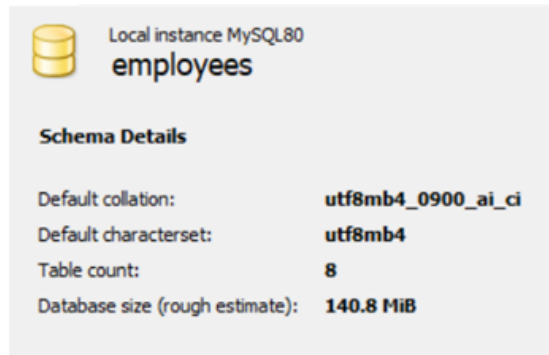 Local instance MySQL80
employees
Schema Details
Default collation: utf8mb4_0900_ai_ci
Default characterset: utf8mb4
Table count: 8
Database size (rough estimate): 140.8 MiB